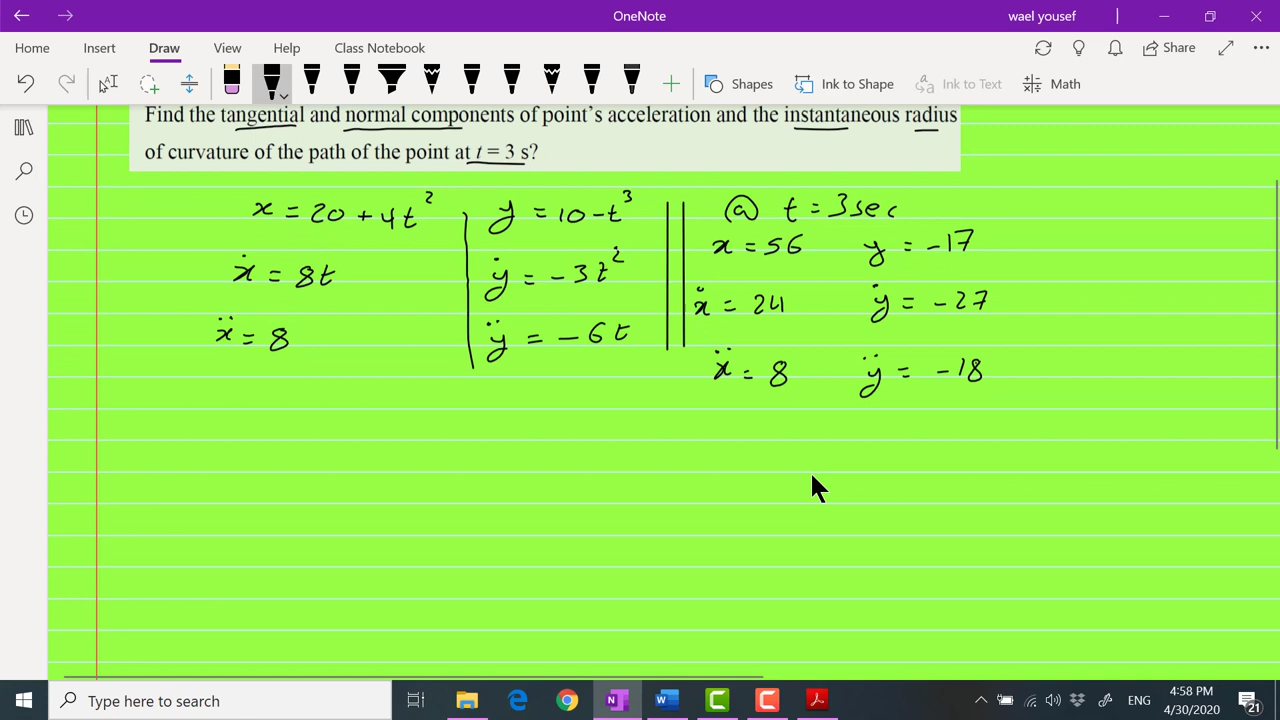 OneNote
wael yousef
Home Insert Draw View Help Class Notebook
Share
Shapes Ink to Shape Ink to Text Math
Find the tangential and normal components of point's acceleration and the instantaneous radius
of curvature of the path of the point at t = 3 s?
x = 20 + 4t²
ẋ = 8t
ẍ = 8
y = 10 - t³
ẏ = -3t²
ÿ = -6t
@ t = 3 sec
x = 56 y = -17
ẋ = 24 ẏ = -27
ẍ = 8 ÿ = -18
Type here to search
ENG
4:58 PM
4/30/2020
21